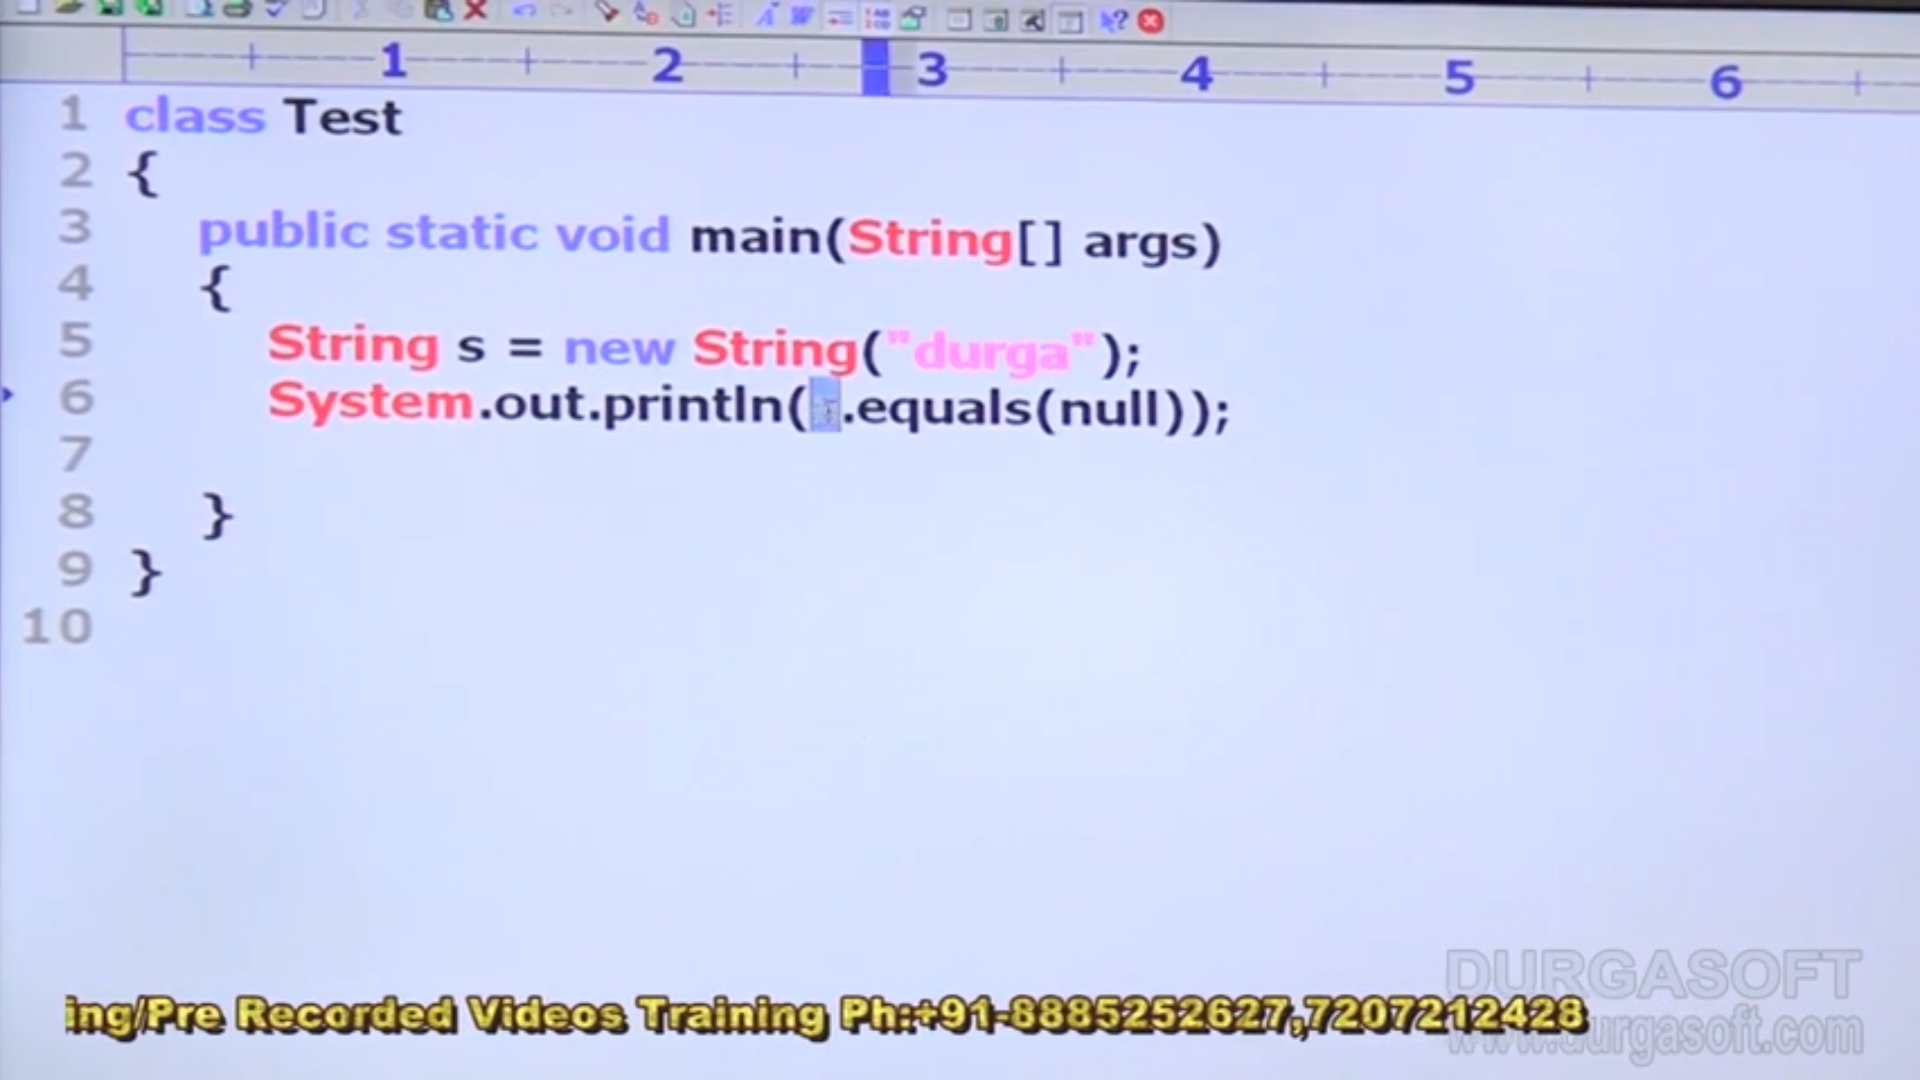 1 2 3 4 5 6
1 class Test
2 {
3 public static void main(String[] args)
4 {
5 String s = new String("durga");
6 System.out.println( .equals(null));
7
8 }
9 }
10
DURGASOFT
ing/Pre Recorded Videos Training Ph:+91-8885252627,7207212428
www.durgasoft.com